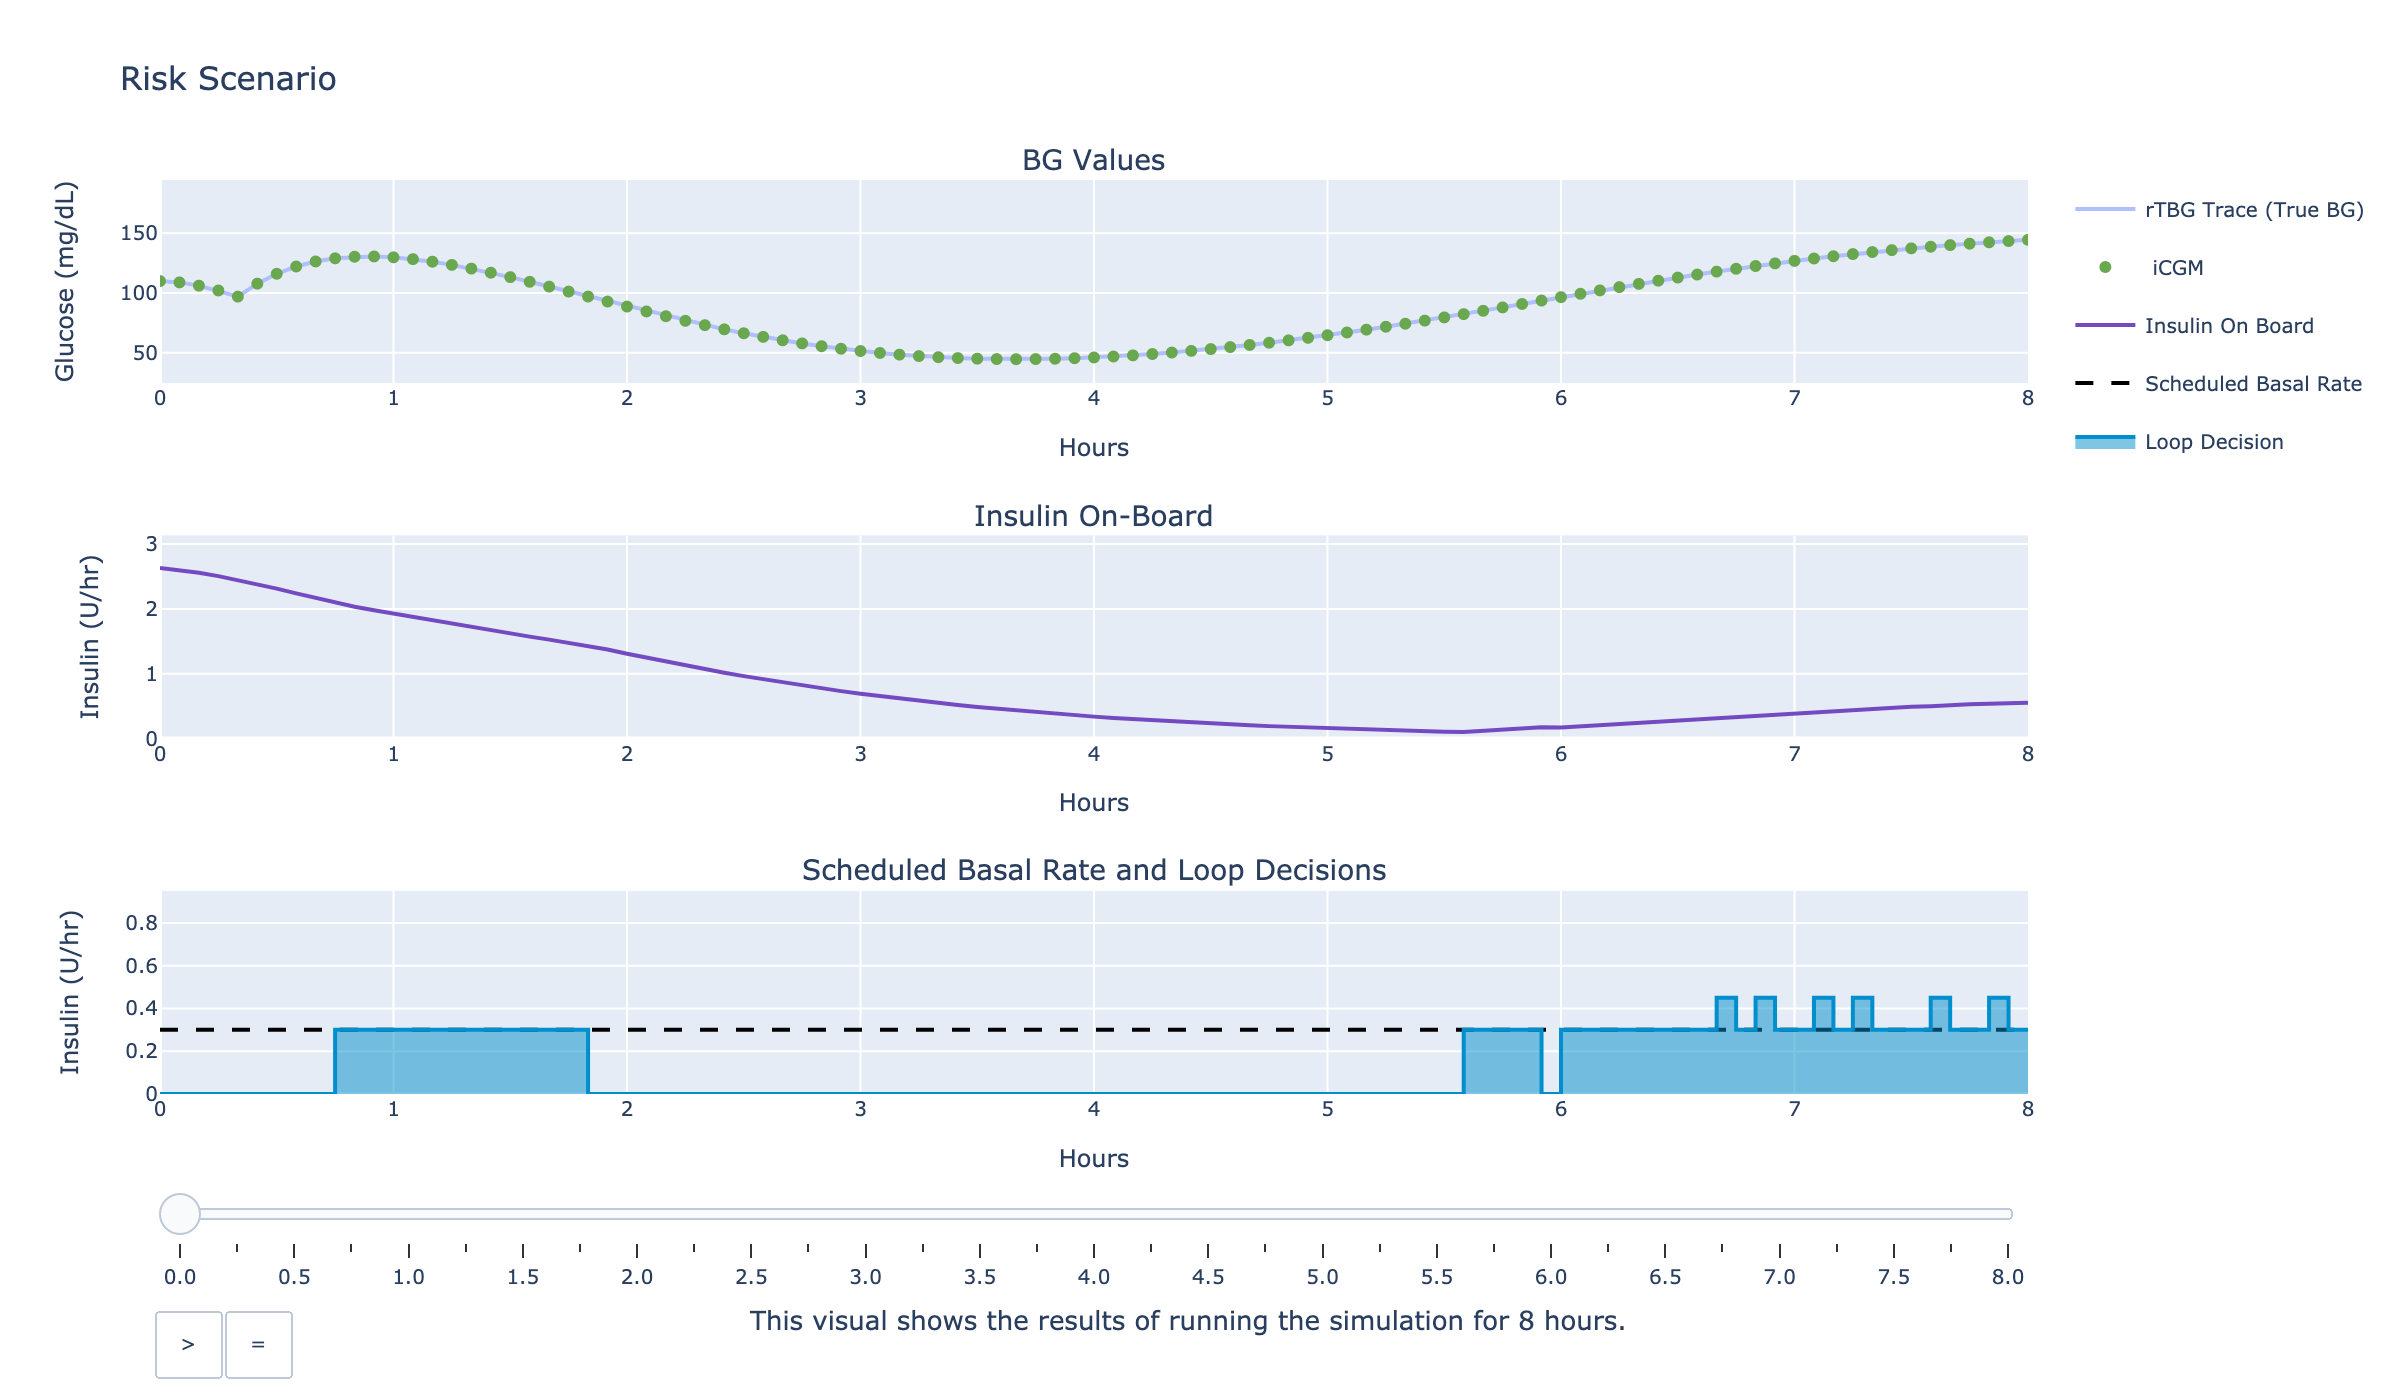 Risk Scenario
BG Values
Glucose (mg/dL)
150
100
50
0 1 2 3 4 5 6 7 8
Hours
rTBG Trace (True BG)
iCGM
Insulin On Board
Scheduled Basal Rate
Loop Decision
Insulin On-Board
Insulin (U/hr)
3
2
1
0
0 1 2 3 4 5 6 7 8
Hours
Scheduled Basal Rate and Loop Decisions
Insulin (U/hr)
0.8
0.6
0.4
0.2
0
0 1 2 3 4 5 6 7 8
Hours
0.0 0.5 1.0 1.5 2.0 2.5 3.0 3.5 4.0 4.5 5.0 5.5 6.0 6.5 7.0 7.5 8.0
This visual shows the results of running the simulation for 8 hours.
> =